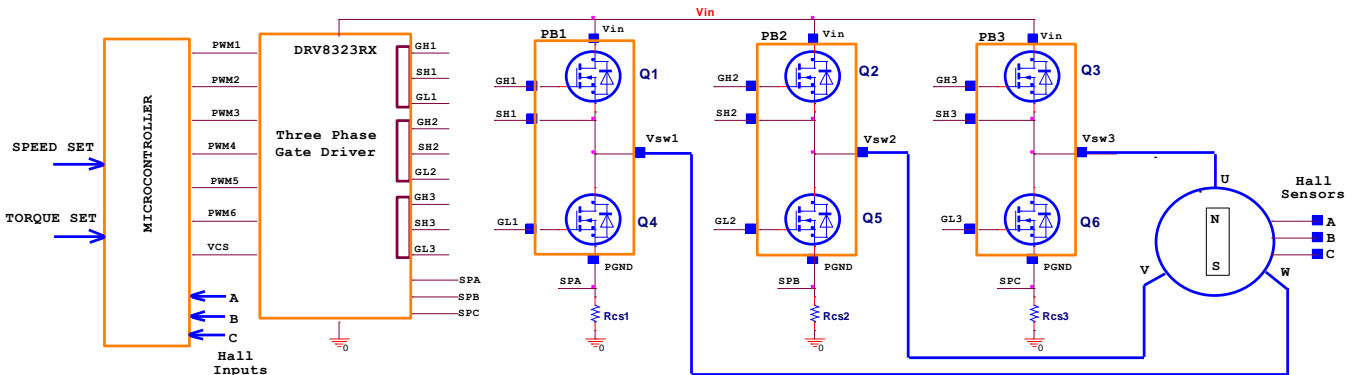 Vin
MICROCONTROLLER
SPEED SET
TORQUE SET
PWM1
PWM2
PWM3
PWM4
PWM5
PWM6
VCS
A
B
C
Hall
Inputs
DRV8323RX
Three Phase
Gate Driver
GH1
SH1
GL1
GH2
SH2
GL2
GH3
SH3
GL3
SPA
SPB
SPC
0
PB1
Vin
GH1
Q1
SH1
Vsw1
GL1
Q4
PGND
SPA
Rcs1
0
PB2
Vin
GH2
Q2
SH2
Vsw2
GL2
Q5
PGND
SPB
Rcs2
0
PB3
Vin
GH3
Q3
SH3
Vsw3
GL3
Q6
PGND
SPC
Rcs3
0
U
V
W
N
S
Hall
Sensors
A
B
C